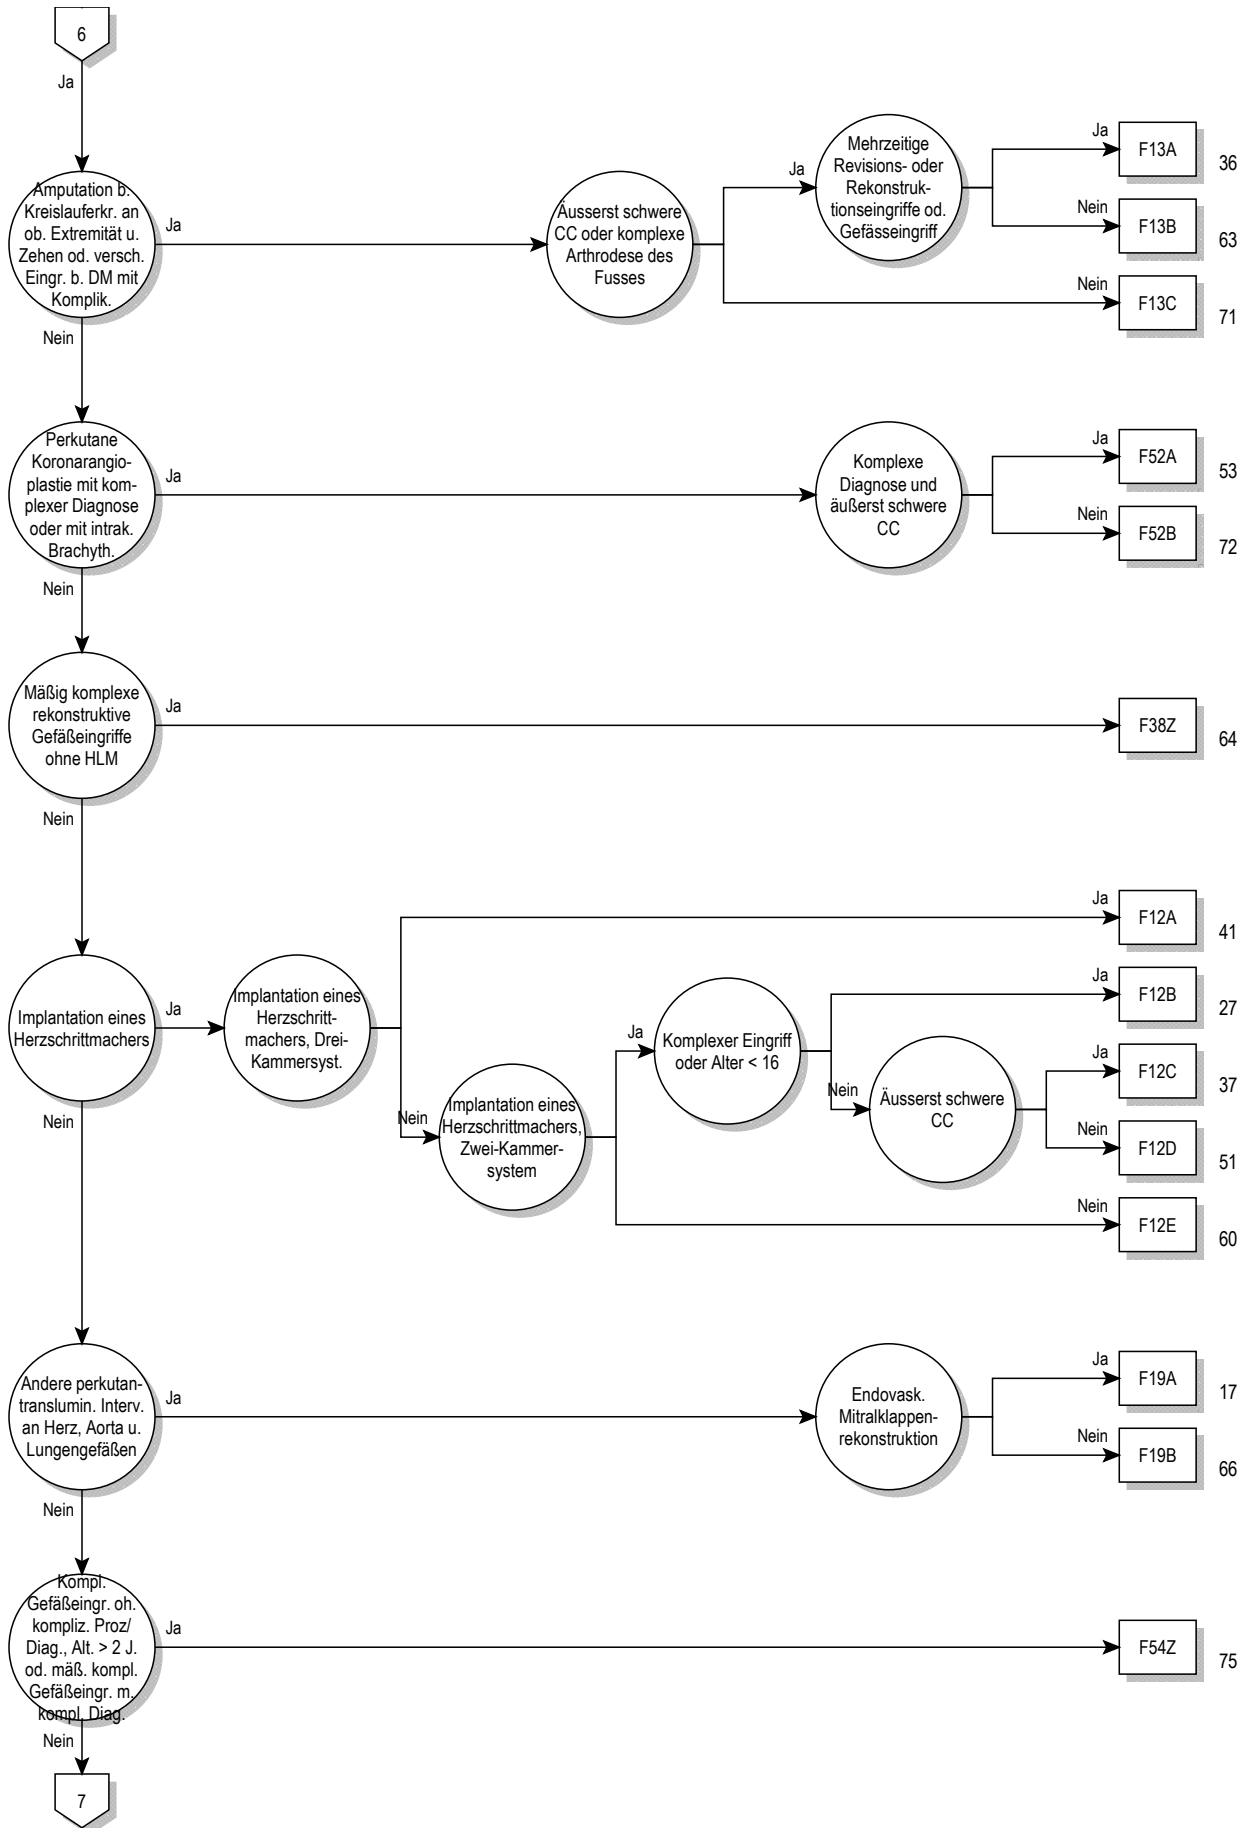 6
Ja
Amputation b.
Kreislauferkr. an
ob. Extremität u.
Zehen od. versch.
Eingr. b. DM mit
Komplik.
Ja
Äusserst schwere
CC oder komplexe
Arthrodese des
Fusses
Ja
Mehrzeitige
Revisions- oder
Rekonstruk-
tionseingriffe od.
Gefässeingriff
Ja
F13A
36
Nein
F13B
63
Nein
F13C
71
Nein
Perkutane
Koronarangio-
plastie mit kom-
plexer Diagnose
oder mit intrak.
Brachyth.
Ja
Komplexe
Diagnose und
äußerst schwere
CC
Ja
F52A
53
Nein
F52B
72
Nein
Mäßig komplexe
rekonstruktive
Gefäßeingriffe
ohne HLM
Ja
F38Z
64
Nein
Implantation eines
Herzschrittmachers
Ja
Implantation eines
Herzschritt-
machers, Drei-
Kammersyst.
Ja
F12A
41
Nein
Implantation eines
Herzschrittmachers,
Zwei-Kammer-
system
Ja
Komplexer Eingriff
oder Alter < 16
Ja
F12B
27
Nein
Äusserst schwere
CC
Ja
F12C
37
Nein
F12D
51
Nein
F12E
60
Nein
Andere perkutan-
translumin. Interv.
an Herz, Aorta u.
Lungengefäßen
Ja
Endovask.
Mitralklappen-
rekonstruktion
Ja
F19A
17
Nein
F19B
66
Nein
Kompl.
Gefäßeingr. oh.
kompliz. Proz/
Diag., Alt. > 2 J.
od. mäß. kompl.
Gefäßeingr. m.
kompl. Diag.
Ja
F54Z
75
Nein
7